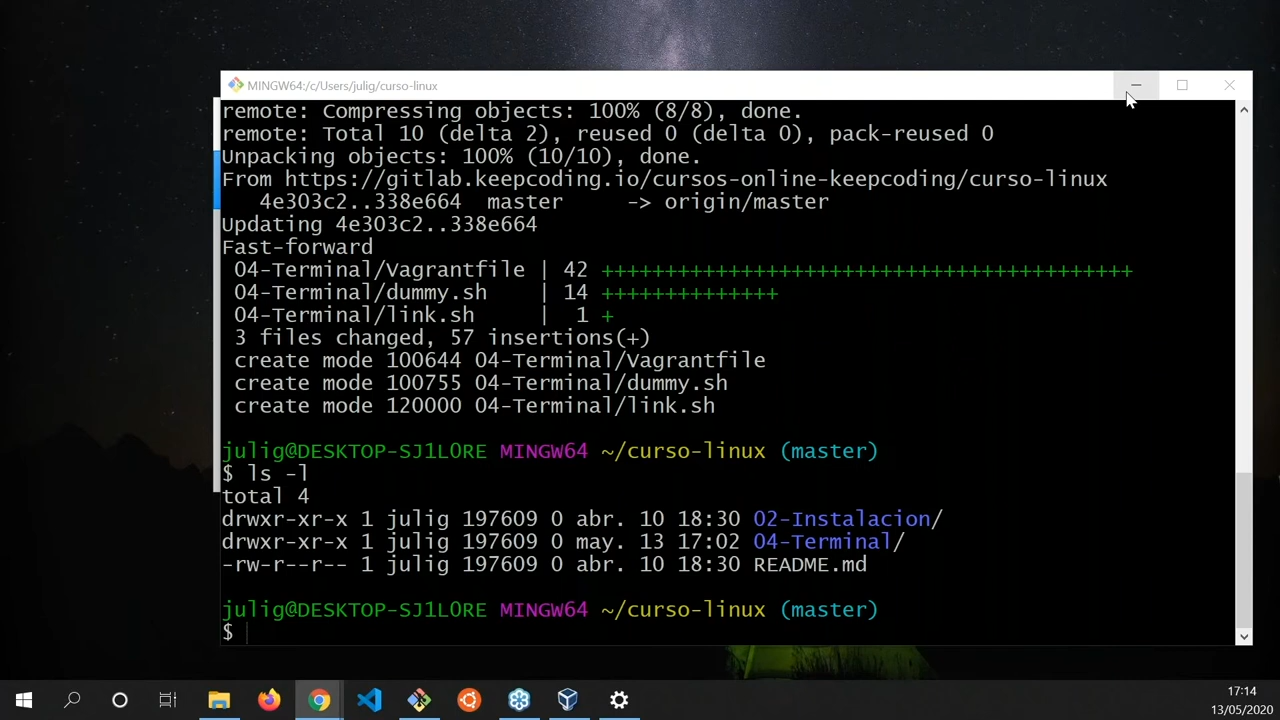 MINGW64:/c/Users/julig/curso-linux
remote: Compressing objects: 100% (8/8), done.
remote: Total 10 (delta 2), reused 0 (delta 0), pack-reused 0
Unpacking objects: 100% (10/10), done.
From https://gitlab.keepcoding.io/cursos-online-keepcoding/curso-linux
   4e303c2..338e664  master     -> origin/master
Updating 4e303c2..338e664
Fast-forward
 04-Terminal/Vagrantfile | 42 ++++++++++++++++++++++++++++++++++++++++++
 04-Terminal/dummy.sh    | 14 ++++++++++++++
 04-Terminal/link.sh     |  1 +
 3 files changed, 57 insertions(+)
 create mode 100644 04-Terminal/Vagrantfile
 create mode 100755 04-Terminal/dummy.sh
 create mode 120000 04-Terminal/link.sh
julig@DESKTOP-SJ1L0RE MINGW64 ~/curso-linux (master)
$ ls -l
total 4
drwxr-xr-x 1 julig 197609 0 abr. 10 18:30 02-Instalacion/
drwxr-xr-x 1 julig 197609 0 may. 13 17:02 04-Terminal/
-rw-r--r-- 1 julig 197609 0 abr. 10 18:30 README.md
julig@DESKTOP-SJ1L0RE MINGW64 ~/curso-linux (master)
$
17:14
13/05/2020